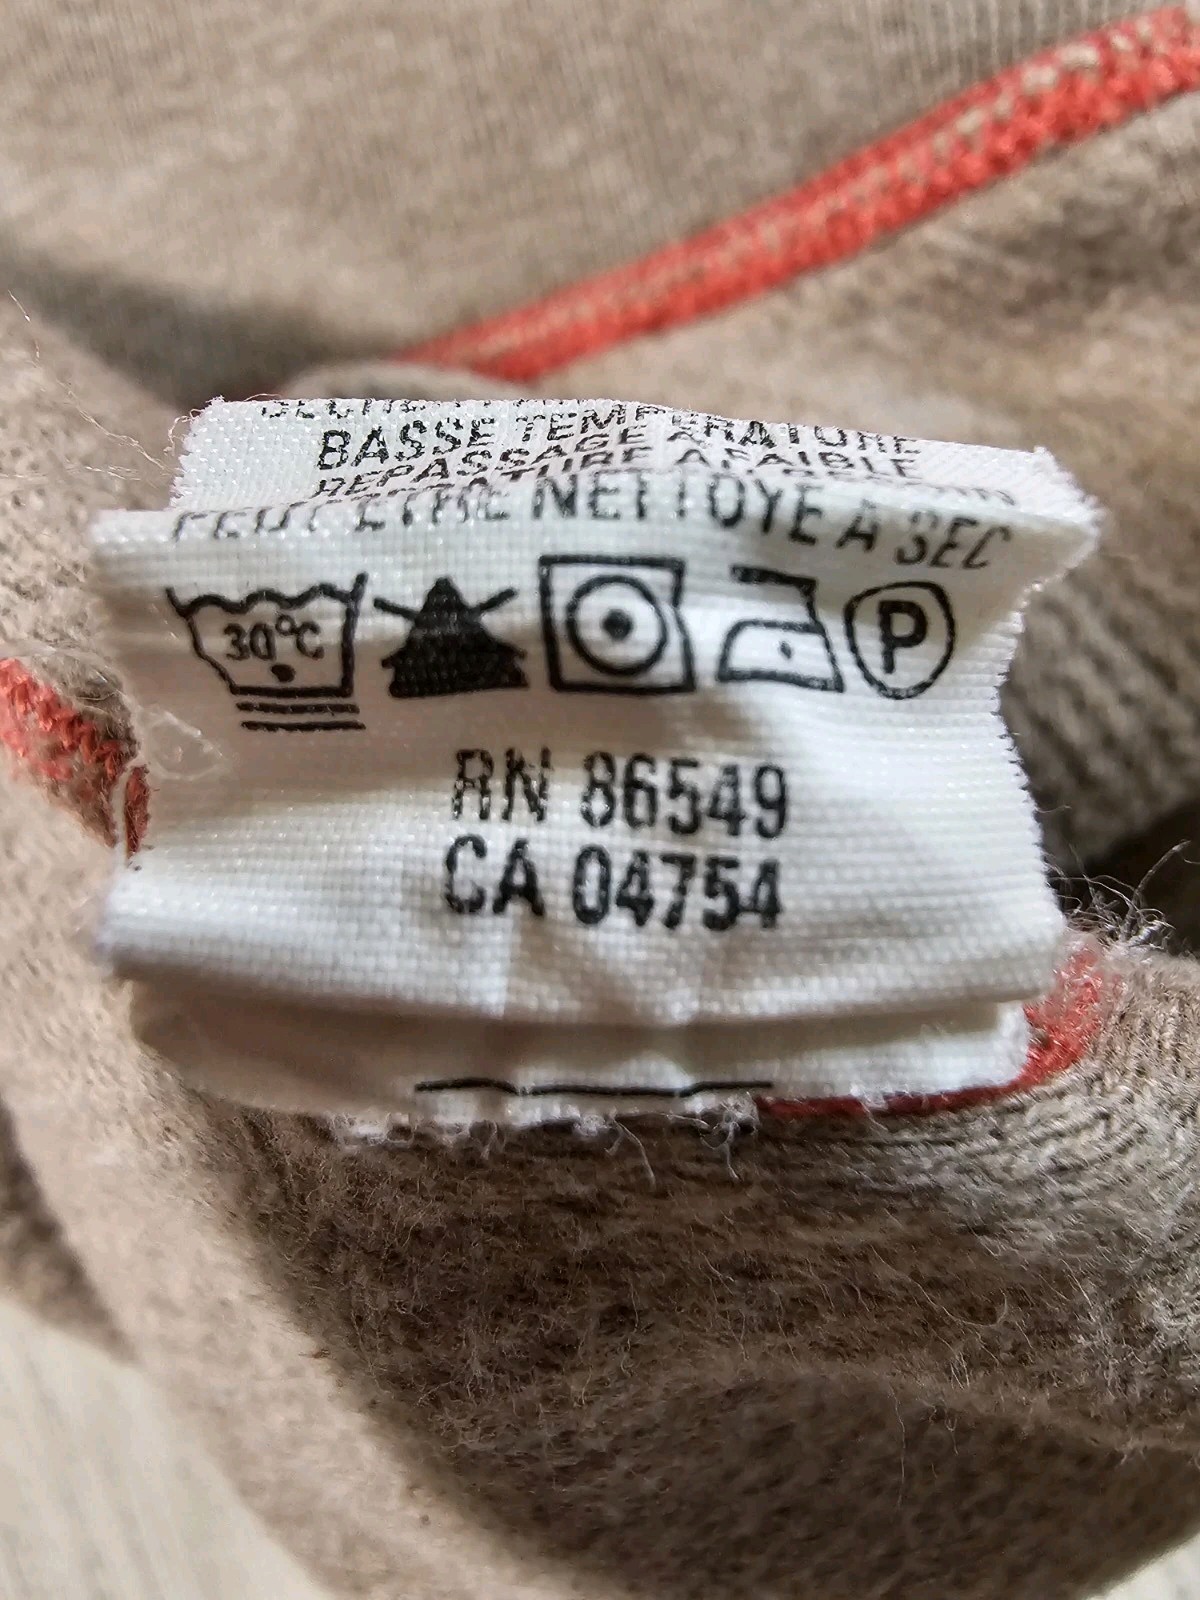 BASSE TEMPERATURE
REPASSAGE A FAIBLE
PEUT ETRE NETTOYE A SEC
30°C
P
RN 86549
CA 04754